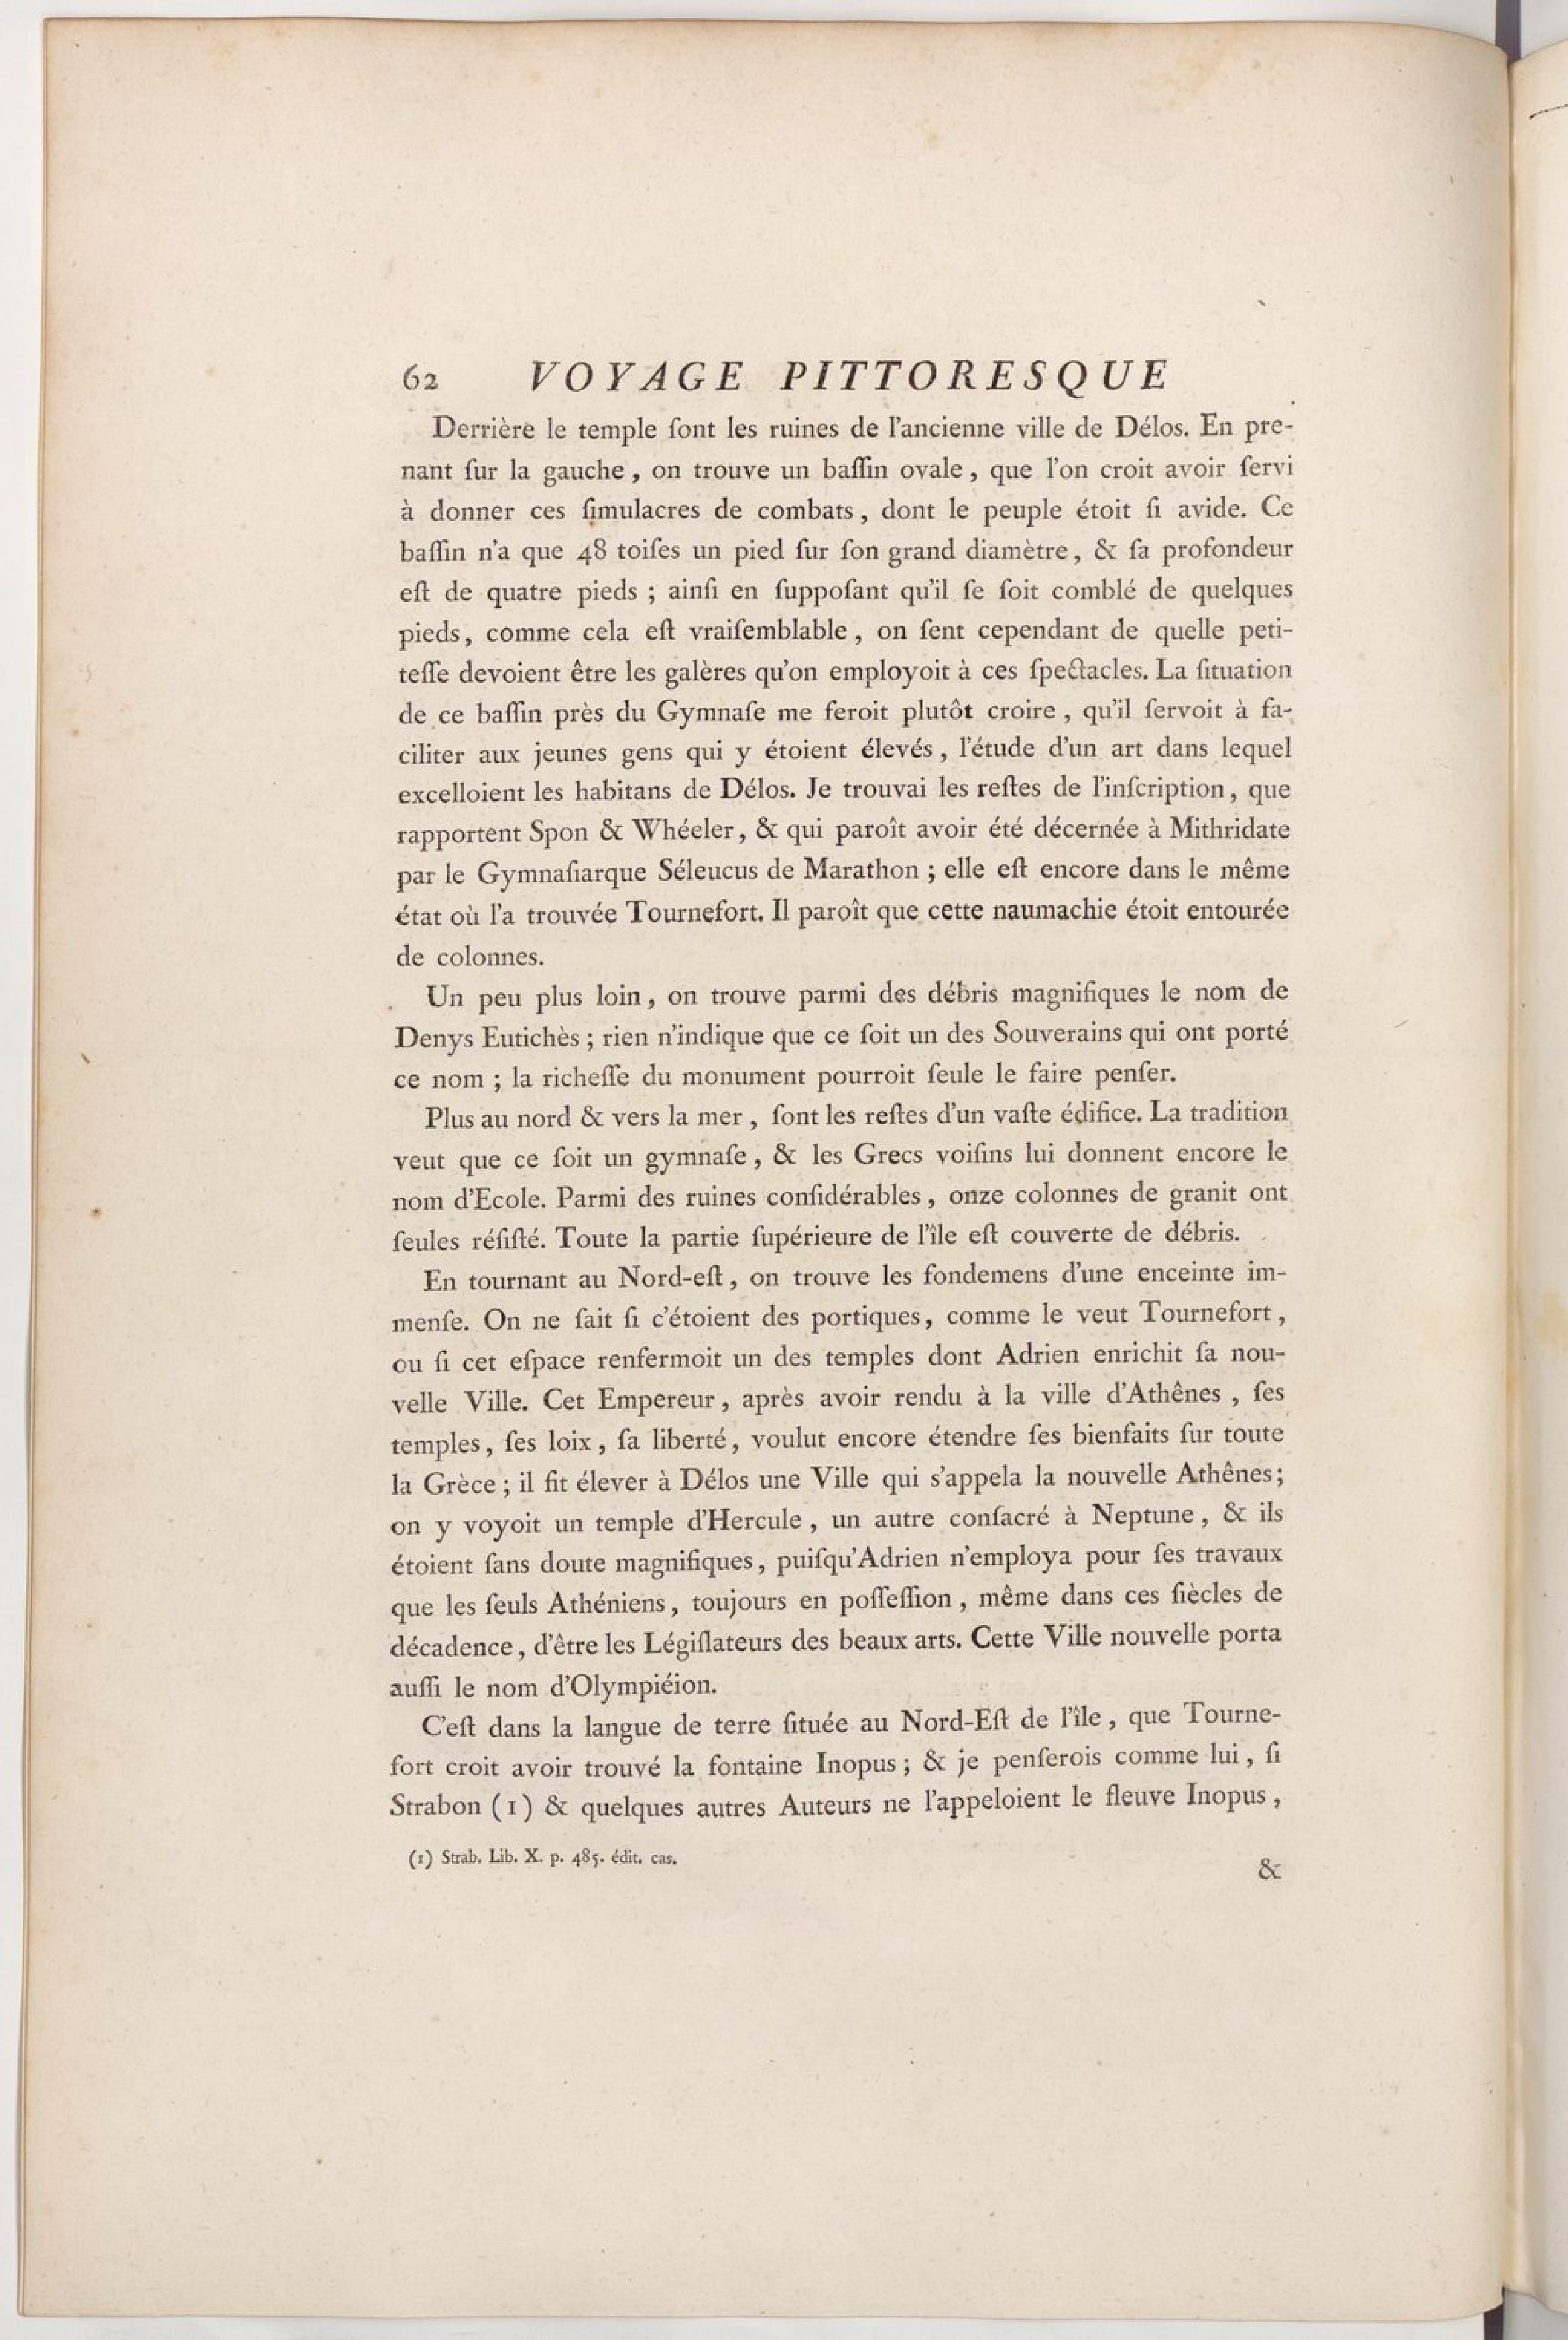 62 VOYAGE PITTORESQUE
Derrière le temple ſont les ruines de l'ancienne ville de Délos. En pre-
nant ſur la gauche, on trouve un baſſin ovale, que l'on croit avoir ſervi
à donner ces ſimulacres de combats, dont le peuple étoit ſi avide. Ce
baſſin n'a que 48 toiſes un pied ſur ſon grand diamètre, & ſa profondeur
eſt de quatre pieds ; ainſi en ſuppoſant qu'il ſe ſoit comblé de quelques
pieds, comme cela eſt vraiſemblable, on ſent cependant de quelle peti-
teſſe devoient être les galères qu'on employoit à ces ſpectacles. La ſituation
de ce baſſin près du Gymnaſe me feroit plutôt croire, qu'il ſervoit à fa-
ciliter aux jeunes gens qui y étoient élevés, l'étude d'un art dans lequel
excelloient les habitans de Délos. Je trouvai les reſtes de l'inſcription, que
rapportent Spon & Whéeler, & qui paroît avoir été décernée à Mithridate
par le Gymnaſiarque Séleucus de Marathon ; elle eſt encore dans le même
état où l'a trouvée Tournefort. Il paroît que cette naumachie étoit entourée
de colonnes.
Un peu plus loin, on trouve parmi des débris magnifiques le nom de
Denys Eutichès ; rien n'indique que ce ſoit un des Souverains qui ont porté
ce nom ; la richeſſe du monument pourroit ſeule le faire penſer.
Plus au nord & vers la mer, ſont les reſtes d'un vaſte édifice. La tradition
veut que ce ſoit un gymnaſe, & les Grecs voiſins lui donnent encore le
nom d'Ecole. Parmi des ruines conſidérables, onze colonnes de granit ont
ſeules réſiſté. Toute la partie ſupérieure de l'île eſt couverte de débris.
En tournant au Nord-eſt, on trouve les fondemens d'une enceinte im-
menſe. On ne ſait ſi c'étoient des portiques, comme le veut Tournefort,
ou ſi cet eſpace renfermoit un des temples dont Adrien enrichit ſa nou-
velle Ville. Cet Empereur, après avoir rendu à la ville d'Athênes, ſes
temples, ſes loix, ſa liberté, voulut encore étendre ſes bienfaits ſur toute
la Grèce ; il fit élever à Délos une Ville qui s'appela la nouvelle Athênes ;
on y voyoit un temple d'Hercule, un autre conſacré à Neptune, & ils
étoient ſans doute magnifiques, puiſqu'Adrien n'employa pour ſes travaux
que les ſeuls Athéniens, toujours en poſſeſſion, même dans ces ſiècles de
décadence, d'être les Légiſlateurs des beaux arts. Cette Ville nouvelle porta
auſſi le nom d'Olympiéion.
C'eſt dans la langue de terre ſituée au Nord-Eſt de l'île, que Tourne-
fort croit avoir trouvé la fontaine Inopus ; & je penſerois comme lui, ſi
Strabon (1) & quelques autres Auteurs ne l'appeloient le fleuve Inopus,
(1) Strab. Lib. X. p. 485. édit. cas.
&